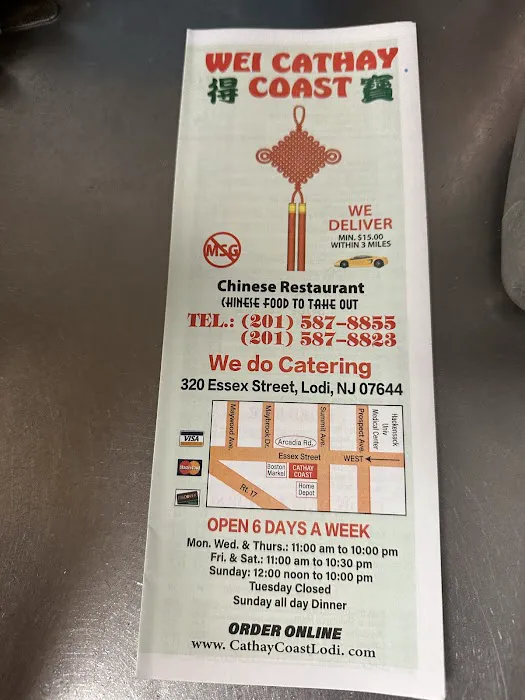 WEI CATHAY
得 COAST 寶
WE
DELIVER
MIN. $15.00
WITHIN 3 MILES
MSG
Chinese Restaurant
CHINESE FOOD TO TAKE OUT
TEL.: (201) 587-8855
(201) 587-8823
We do Catering
320 Essex Street, Lodi, NJ 07644
Maywood Ave.
Maybrook Dr.
Summit Ave.
Prospect Ave.
Hackensack
Univ
Medical Center
Arcadia Rd.
Essex Street
WEST
Boston
Market
CATHAY
COAST
Home
Depot
Rt. 17
VISA
MasterCard
DISCOVER
OPEN 6 DAYS A WEEK
Mon. Wed. & Thurs.: 11:00 am to 10:00 pm
Fri. & Sat.: 11:00 am to 10:30 pm
Sunday: 12:00 noon to 10:00 pm
Tuesday Closed
Sunday all day Dinner
ORDER ONLINE
www. CathayCoastLodi. com